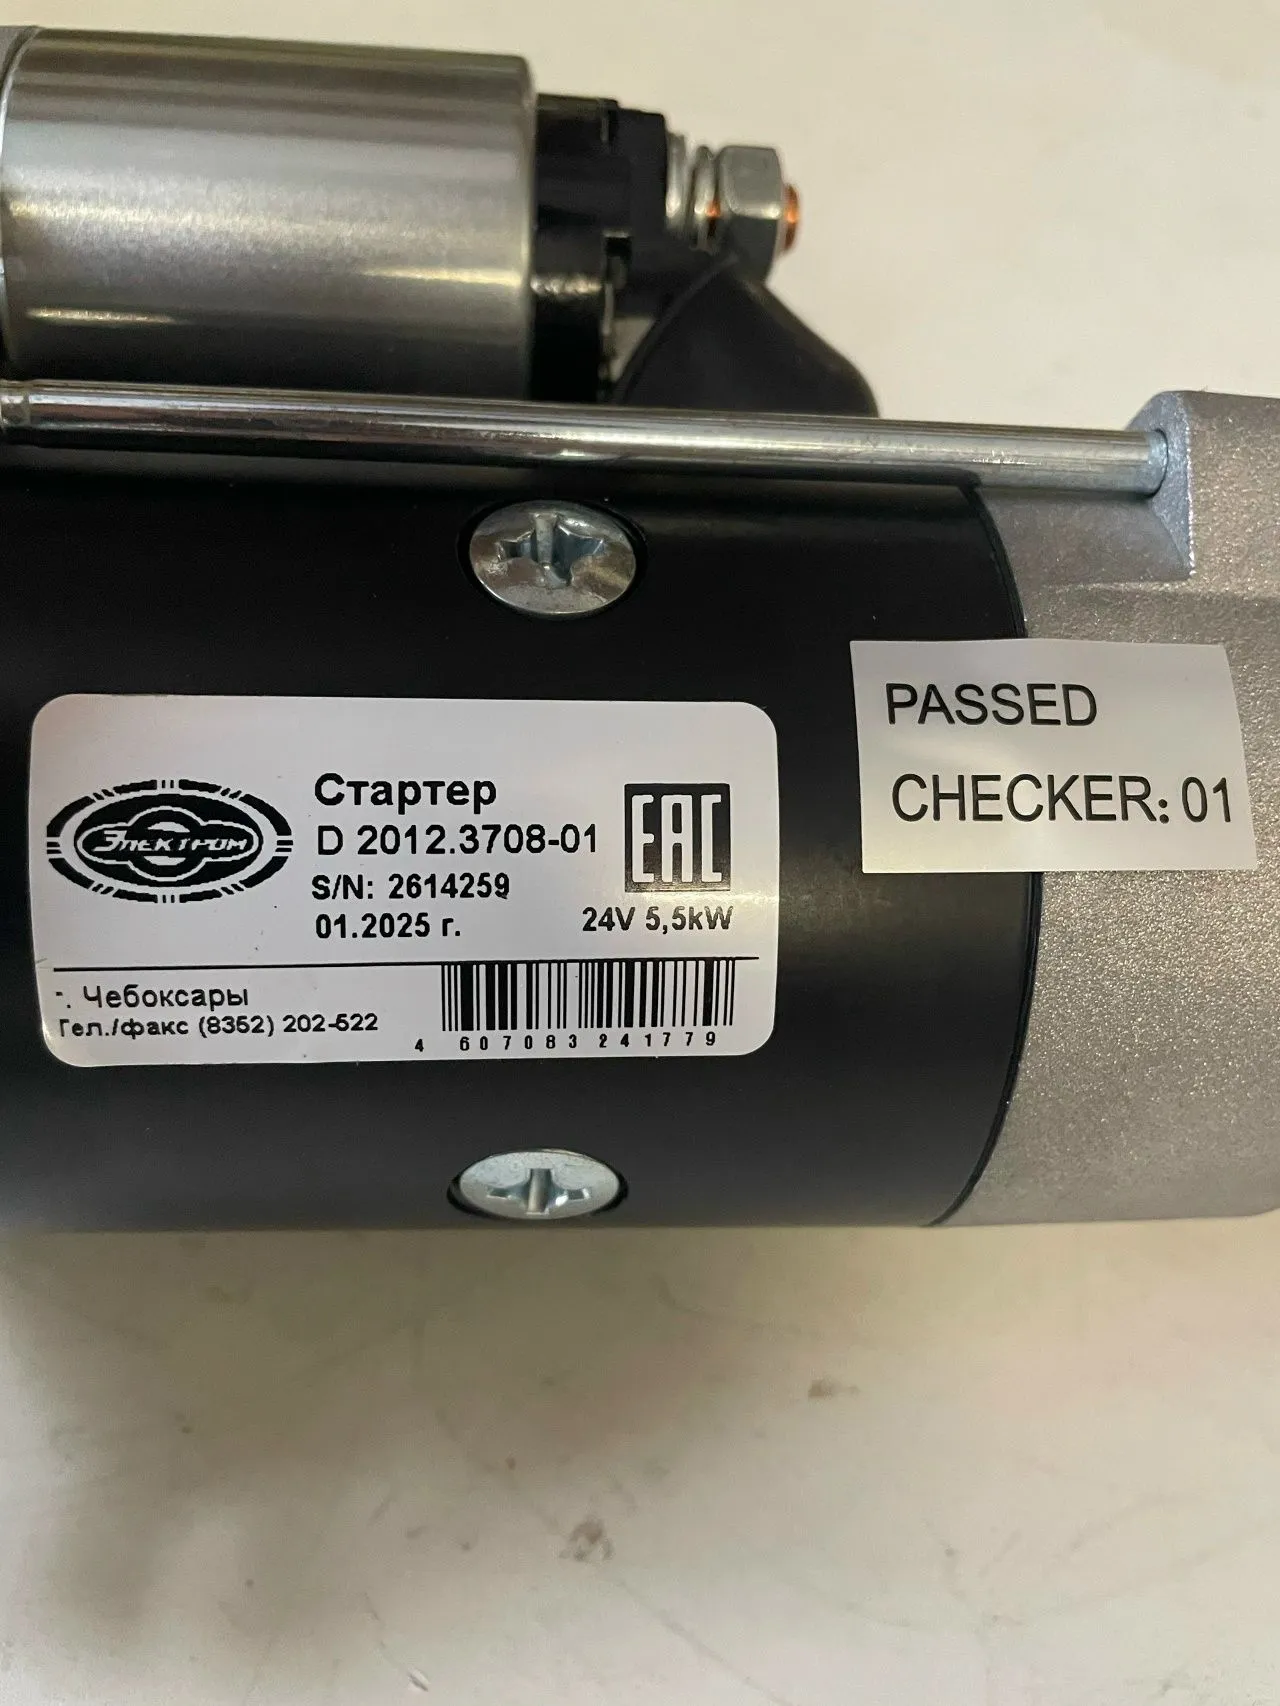 Стартер
D 2012.3708-01
S/N: 2614259
01.2025 г.
24V 5,5kW
ЭЛЕКТРОМ
EAC
. Чебоксары
Тел./факс (8352) 202-522
4 607083 241779
PASSED
CHECKER: 01